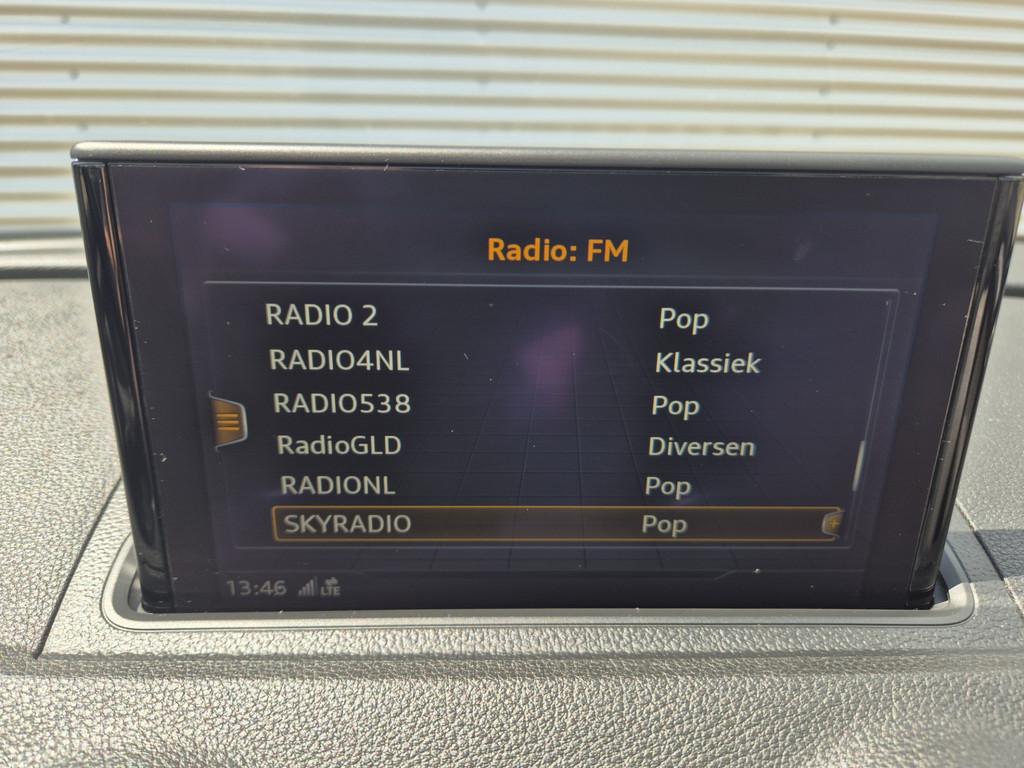 Radio: FM
RADIO 2 Pop
RADIO4NL Klassiek
RADIO538 Pop
RadioGLD Diversen
RADIONL Pop
SKYRADIO Pop
13:46 LTE